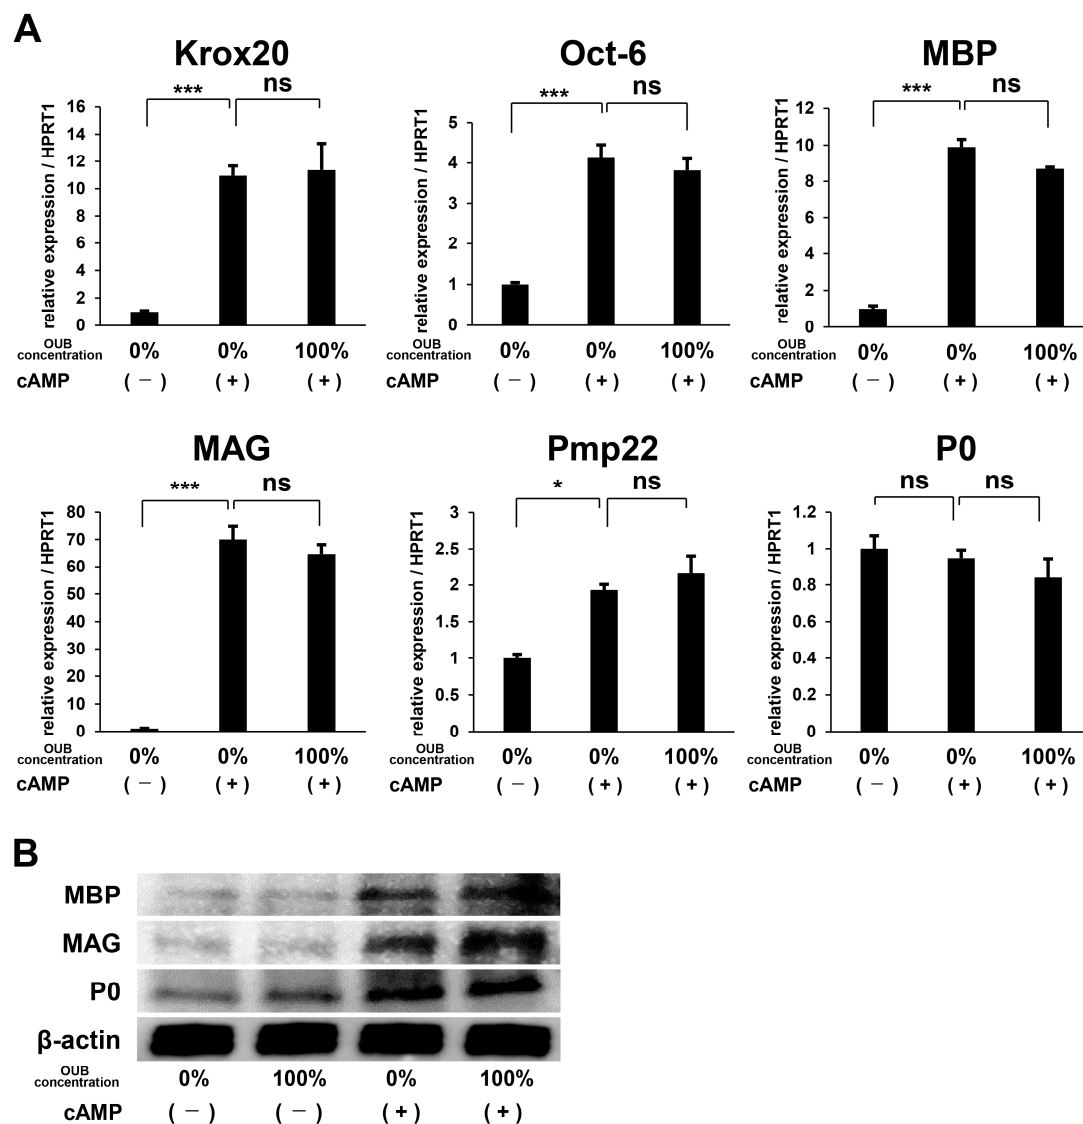 A
Krox20
*** ns
relative expression / HPRT1
16
14
12
10
8
6
4
2
0
OUB
concentration 0% 0% 100%
cAMP ( − ) ( + ) ( + )
Oct-6
*** ns
relative expression / HPRT1
5
4
3
2
1
0
OUB
concentration 0% 0% 100%
cAMP ( − ) ( + ) ( + )
MBP
*** ns
relative expression / HPRT1
12
10
8
6
4
2
0
OUB
concentration 0% 0% 100%
cAMP ( − ) ( + ) ( + )
MAG
*** ns
relative expression / HPRT1
80
70
60
50
40
30
20
10
0
OUB
concentration 0% 0% 100%
cAMP ( − ) ( + ) ( + )
Pmp22
* ns
relative expression / HPRT1
3
2.5
2
1.5
1
0.5
0
OUB
concentration 0% 0% 100%
cAMP ( − ) ( + ) ( + )
P0
ns ns
relative expression / HPRT1
1.2
1
0.8
0.6
0.4
0.2
0
OUB
concentration 0% 0% 100%
cAMP ( − ) ( + ) ( + )
B
MBP
MAG
P0
β-actin
OUB
concentration 0% 100% 0% 100%
cAMP ( − ) ( − ) ( + ) ( + )